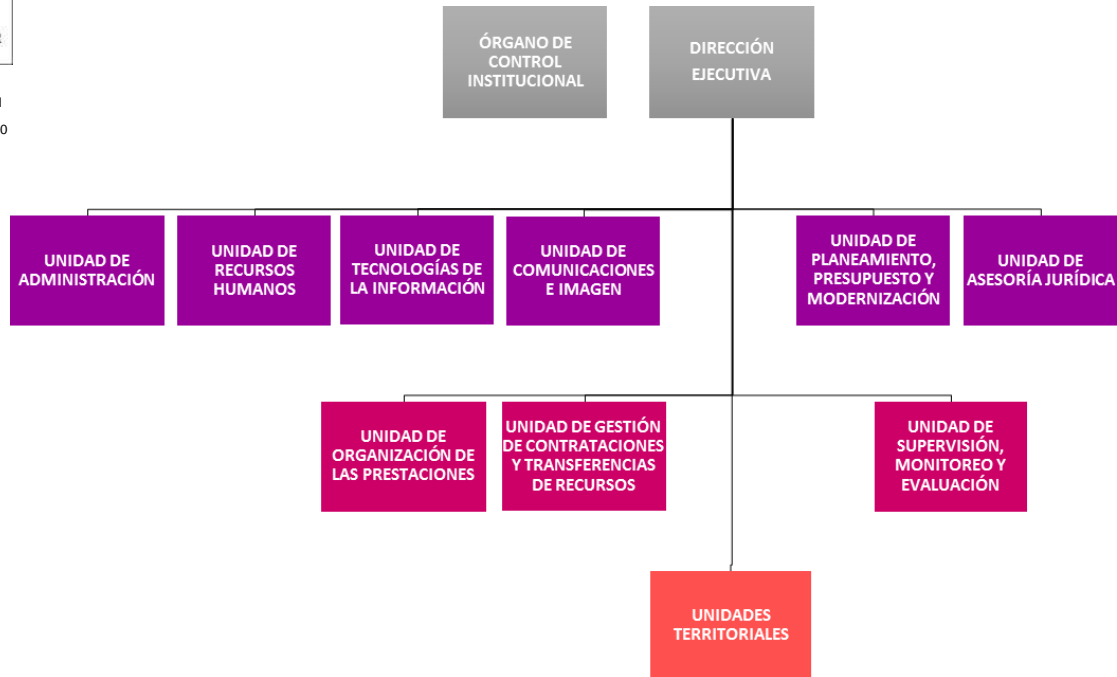 ÓRGANO DE
CONTROL
INSTITUCIONAL
DIRECCIÓN
EJECUTIVA
UNIDAD DE
ADMINISTRACIÓN
UNIDAD DE
RECURSOS
HUMANOS
UNIDAD DE
TECNOLOGÍAS DE
LA INFORMACIÓN
UNIDAD DE
COMUNICACIONES
E IMAGEN
UNIDAD DE
PLANEAMIENTO,
PRESUPUESTO Y
MODERNIZACIÓN
UNIDAD DE
ASESORÍA JURÍDICA
UNIDAD DE
ORGANIZACIÓN DE
LAS PRESTACIONES
UNIDAD DE GESTIÓN
DE CONTRATACIONES
Y TRANSFERENCIAS
DE RECURSOS
UNIDAD DE
SUPERVISIÓN,
MONITOREO Y
EVALUACIÓN
UNIDADES
TERRITORIALES